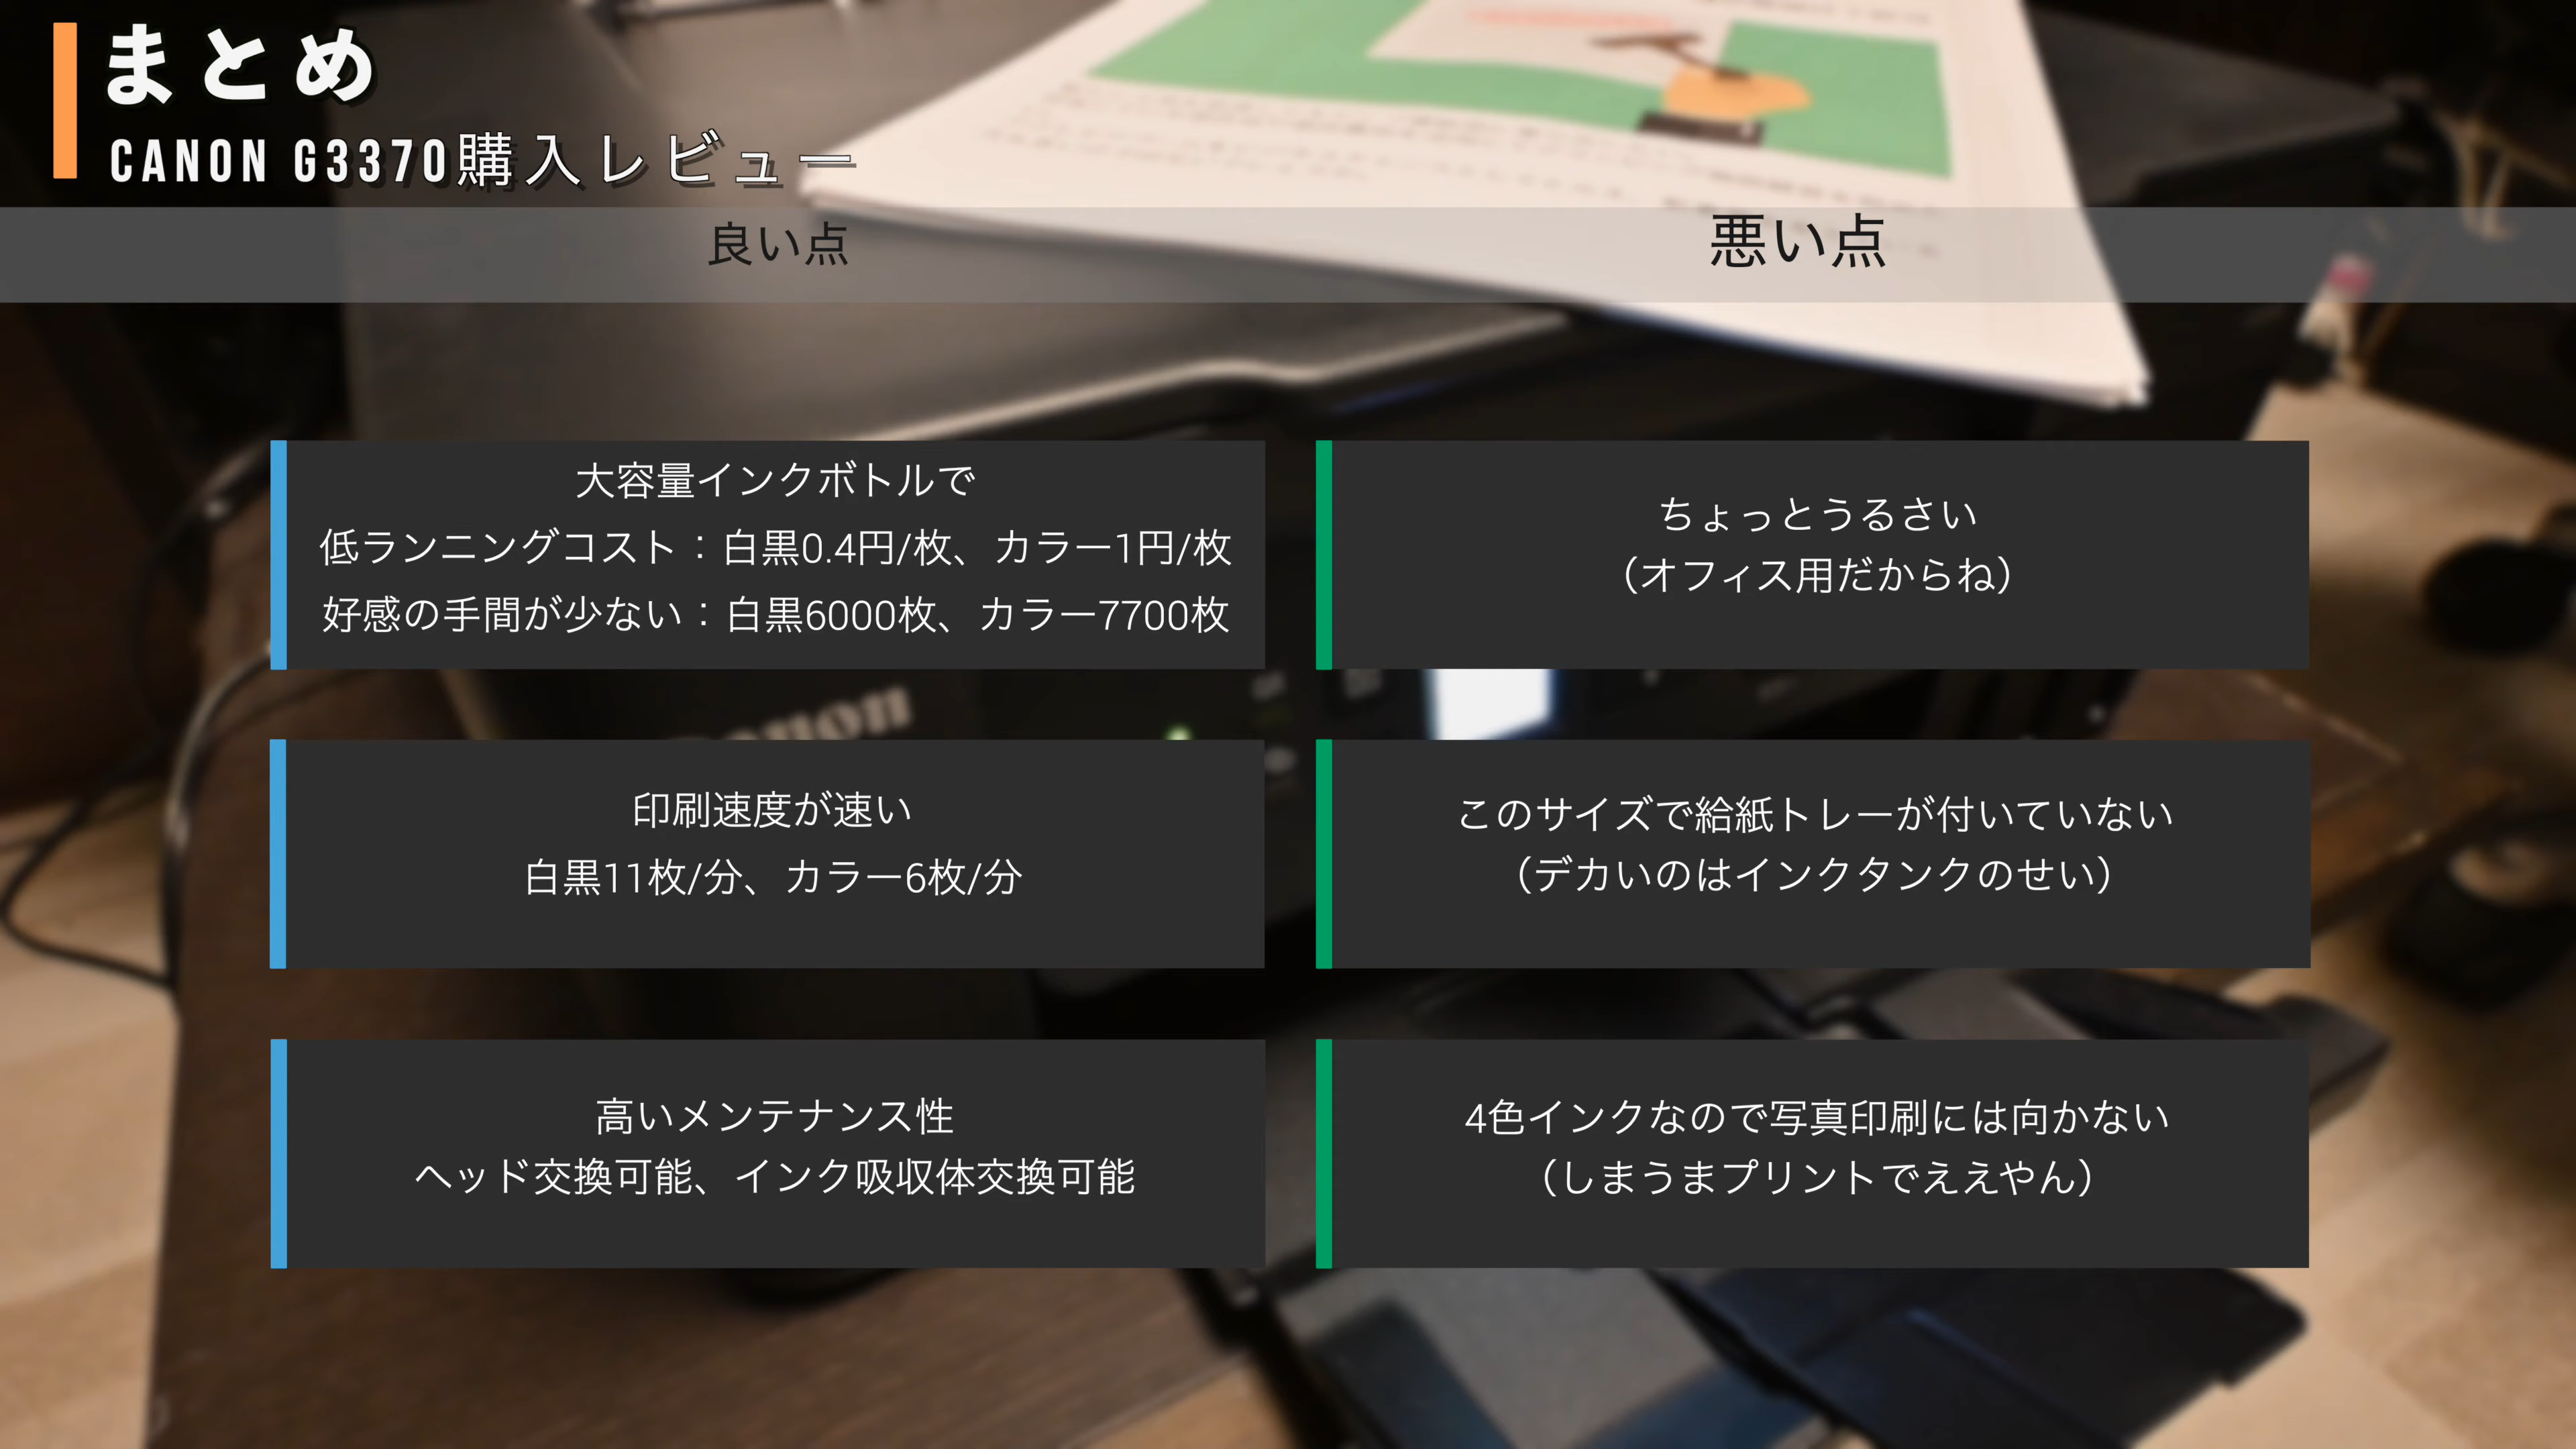 まとめ
CANON G3370購入レビュー
良い点
悪い点
大容量インクボトルで
低ランニングコスト：白黒0.4円/枚、カラー1円/枚
好感の手間が少ない：白黒6000枚、カラー7700枚
印刷速度が速い
白黒11枚/分、カラー6枚/分
高いメンテナンス性
ヘッド交換可能、インク吸収体交換可能
ちょっとうるさい
（オフィス用だからね）
このサイズで給紙トレーが付いていない
（デカいのはインクタンクのせい）
4色インクなので写真印刷には向かない
（しまうまプリントでええやん）